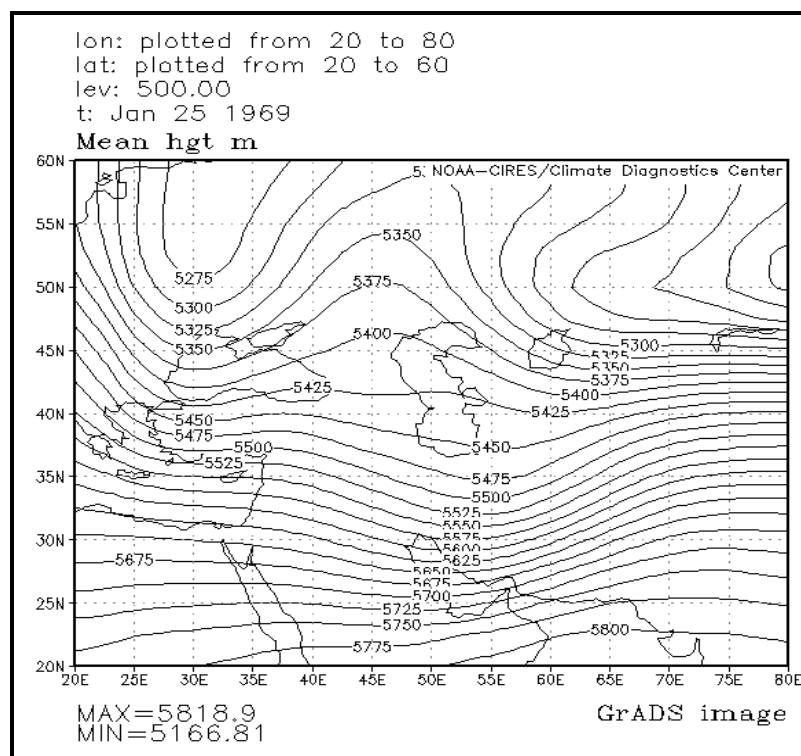 lon: plotted from 20 to 80
lat: plotted from 20 to 60
lev: 500.00
t: Jan 25 1969
Mean hgt m
60N
NOAA-CIRES/Climate Diagnostics Center
55N
5350
5275
5375
50N
5300
5325
5400
5350
5300
45N
5325
5350
5375
5425
5400
5425
40N
5450
5475
5450
5500
5525
5475
35N
5500
5525
5550
5575
30N
5600
5625
5675
5650
5675
5700
25N
5725
5750
5800
5775
20N
20E 25E 30E 35E 40E 45E 50E 55E 60E 65E 70E 75E 80E
MAX=5818.9
MIN=5166.81
GrADS image